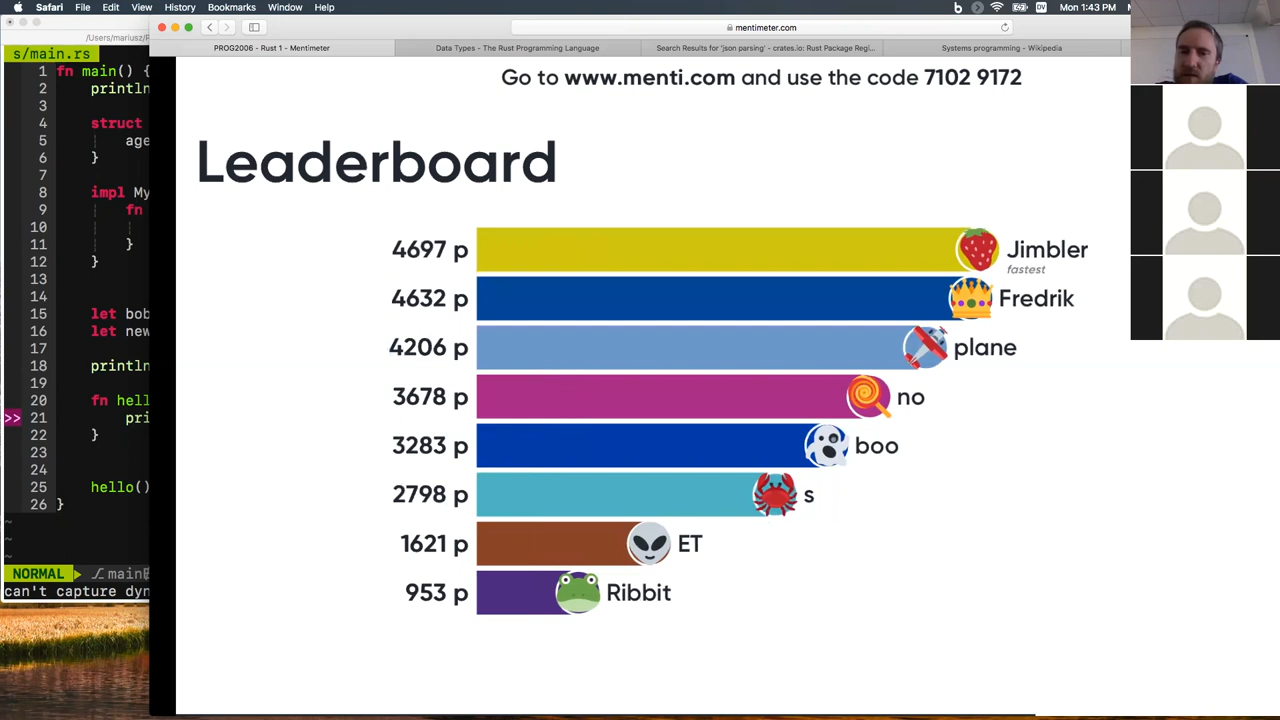 Safari File Edit View History Bookmarks Window Help Mon 1:43 PM
/Users/mariusz/P
mentimeter.com
PROG2006 - Rust 1 - Mentimeter
Data Types - The Rust Programming Language
Search Results for 'json parsing' - crates.io: Rust Package Regi...
Systems programming - Wikipedia
s/main.rs
1 fn main() {
2 println
3
4 struct
5 age
6 }
7
8 impl My
9 fn
10
11 }
12 }
13
14
15 let bob
16 let new
17
18 println
19
20 fn hell
>> 21 pri
22 }
23
24
25 hello()
26 }
~
~
~
NORMAL main
can't capture dyn
Go to www.menti.com and use the code 7102 9172
Leaderboard
4697 p Jimbler
fastest
4632 p Fredrik
4206 p plane
3678 p no
3283 p boo
2798 p s
1621 p ET
953 p Ribbit